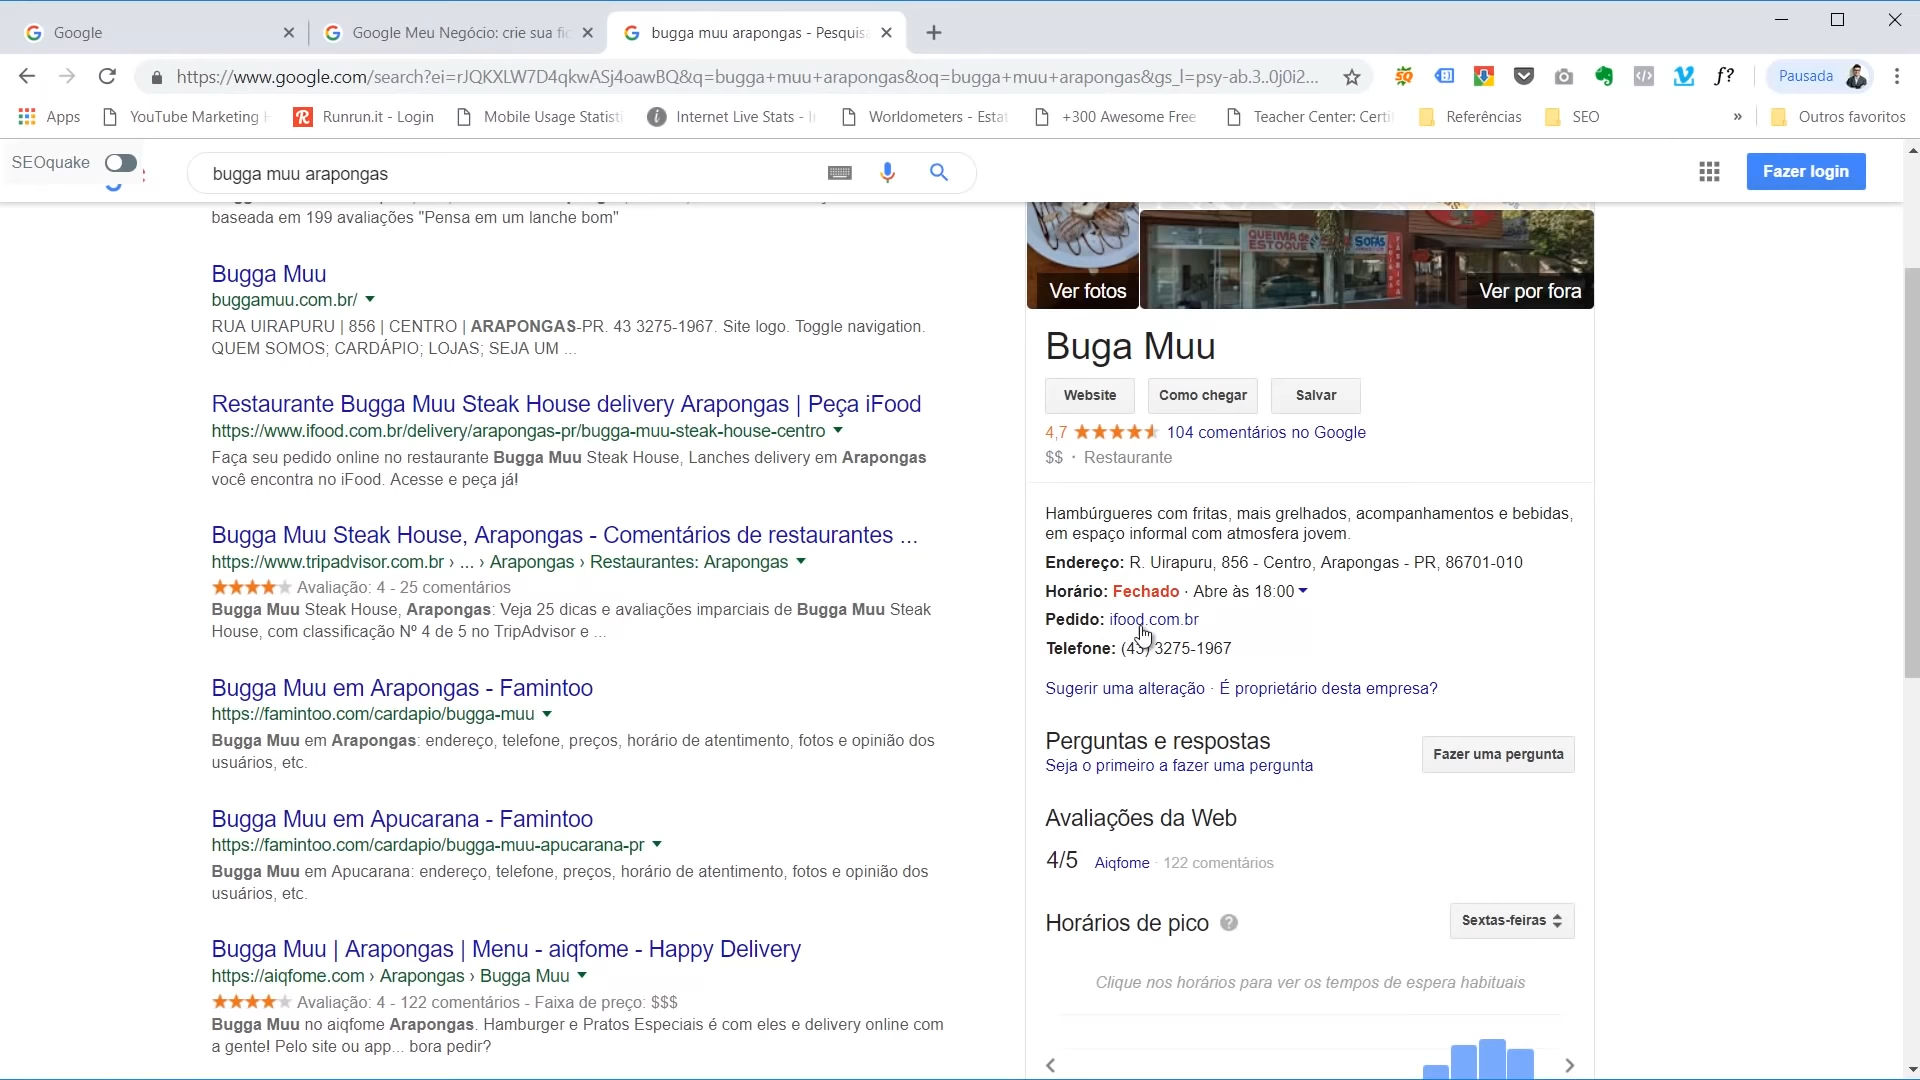 Google
Google Meu Negócio: crie sua fic
bugga muu arapongas - Pesquisa
https://www.google.com/search?ei=rJQKXLW7D4qkwASj4oawBQ&q=bugga+muu+arapongas&oq=bugga+muu+arapongas&gs_l=psy-ab.3..0j0i2...
Pausada
Apps
YouTube Marketing
Runrun.it - Login
Mobile Usage Statisti
Internet Live Stats - I
Worldometers - Estat
+300 Awesome Free
Teacher Center: Certi
Referências
SEO
»
Outros favoritos
SEOquake
bugga muu arapongas
Fazer login
baseada em 199 avaliações "Pensa em um lanche bom"
Bugga Muu
buggamuu.com.br/
RUA UIRAPURU | 856 | CENTRO | ARAPONGAS-PR. 43 3275-1967. Site logo. Toggle navigation.
QUEM SOMOS; CARDÁPIO; LOJAS; SEJA UM ...
Restaurante Bugga Muu Steak House delivery Arapongas | Peça iFood
https://www.ifood.com.br/delivery/arapongas-pr/bugga-muu-steak-house-centro
Faça seu pedido online no restaurante Bugga Muu Steak House, Lanches delivery em Arapongas
você encontra no iFood. Acesse e peça já!
Bugga Muu Steak House, Arapongas - Comentários de restaurantes ...
https://www.tripadvisor.com.br › ... › Arapongas › Restaurantes: Arapongas
Avaliação: 4 - 25 comentários
Bugga Muu Steak House, Arapongas: Veja 25 dicas e avaliações imparciais de Bugga Muu Steak
House, com classificação Nº 4 de 5 no TripAdvisor e ...
Bugga Muu em Arapongas - Famintoo
https://famintoo.com/cardapio/bugga-muu
Bugga Muu em Arapongas: endereço, telefone, preços, horário de atentimento, fotos e opinião dos
usuários, etc.
Bugga Muu em Apucarana - Famintoo
https://famintoo.com/cardapio/bugga-muu-apucarana-pr
Bugga Muu em Apucarana: endereço, telefone, preços, horário de atentimento, fotos e opinião dos
usuários, etc.
Bugga Muu | Arapongas | Menu - aiqfome - Happy Delivery
https://aiqfome.com › Arapongas › Bugga Muu
Avaliação: 4 - 122 comentários - Faixa de preço: $$$
Bugga Muu no aiqfome Arapongas. Hamburger e Pratos Especiais é com eles e delivery online com
a gente! Pelo site ou app... bora pedir?
QUEIMA de
ESTOQUE
SOFAS
Ver fotos
Ver por fora
Buga Muu
Website
Como chegar
Salvar
4,7
104 comentários no Google
$$ · Restaurante
Hambúrgueres com fritas, mais grelhados, acompanhamentos e bebidas,
em espaço informal com atmosfera jovem.
Endereço: R. Uirapuru, 856 - Centro, Arapongas - PR, 86701-010
Horário: Fechado · Abre às 18:00
Pedido: ifood.com.br
Telefone: (43) 3275-1967
Sugerir uma alteração · É proprietário desta empresa?
Perguntas e respostas
Seja o primeiro a fazer uma pergunta
Fazer uma pergunta
Avaliações da Web
4/5 Aiqfome · 122 comentários
Horários de pico
Sextas-feiras
Clique nos horários para ver os tempos de espera habituais